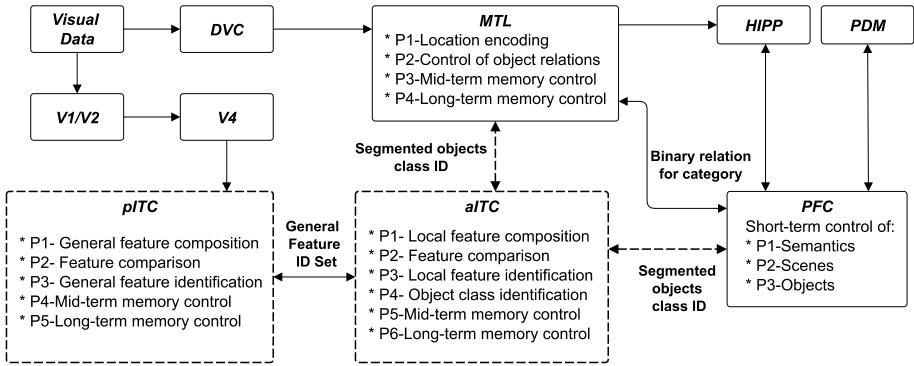 Visual
Data
DVC
MTL
* P1-Location encoding
* P2-Control of object relations
* P3-Mid-term memory control
* P4-Long-term memory control
HIPP
PDM
V1/V2
V4
Segmented objects
class ID
Binary relation
for category
pITC
* P1- General feature composition
* P2- Feature comparison
* P3- General feature identification
* P4-Mid-term memory control
* P5-Long-term memory control
General
Feature
ID Set
aITC
* P1- Local feature composition
* P2- Feature comparison
* P3- Local feature identification
* P4- Object class identification
* P5-Mid-term memory control
* P6-Long-term memory control
Segmented
objects
class ID
PFC
Short-term control of:
* P1-Semantics
* P2-Scenes
* P3-Objects